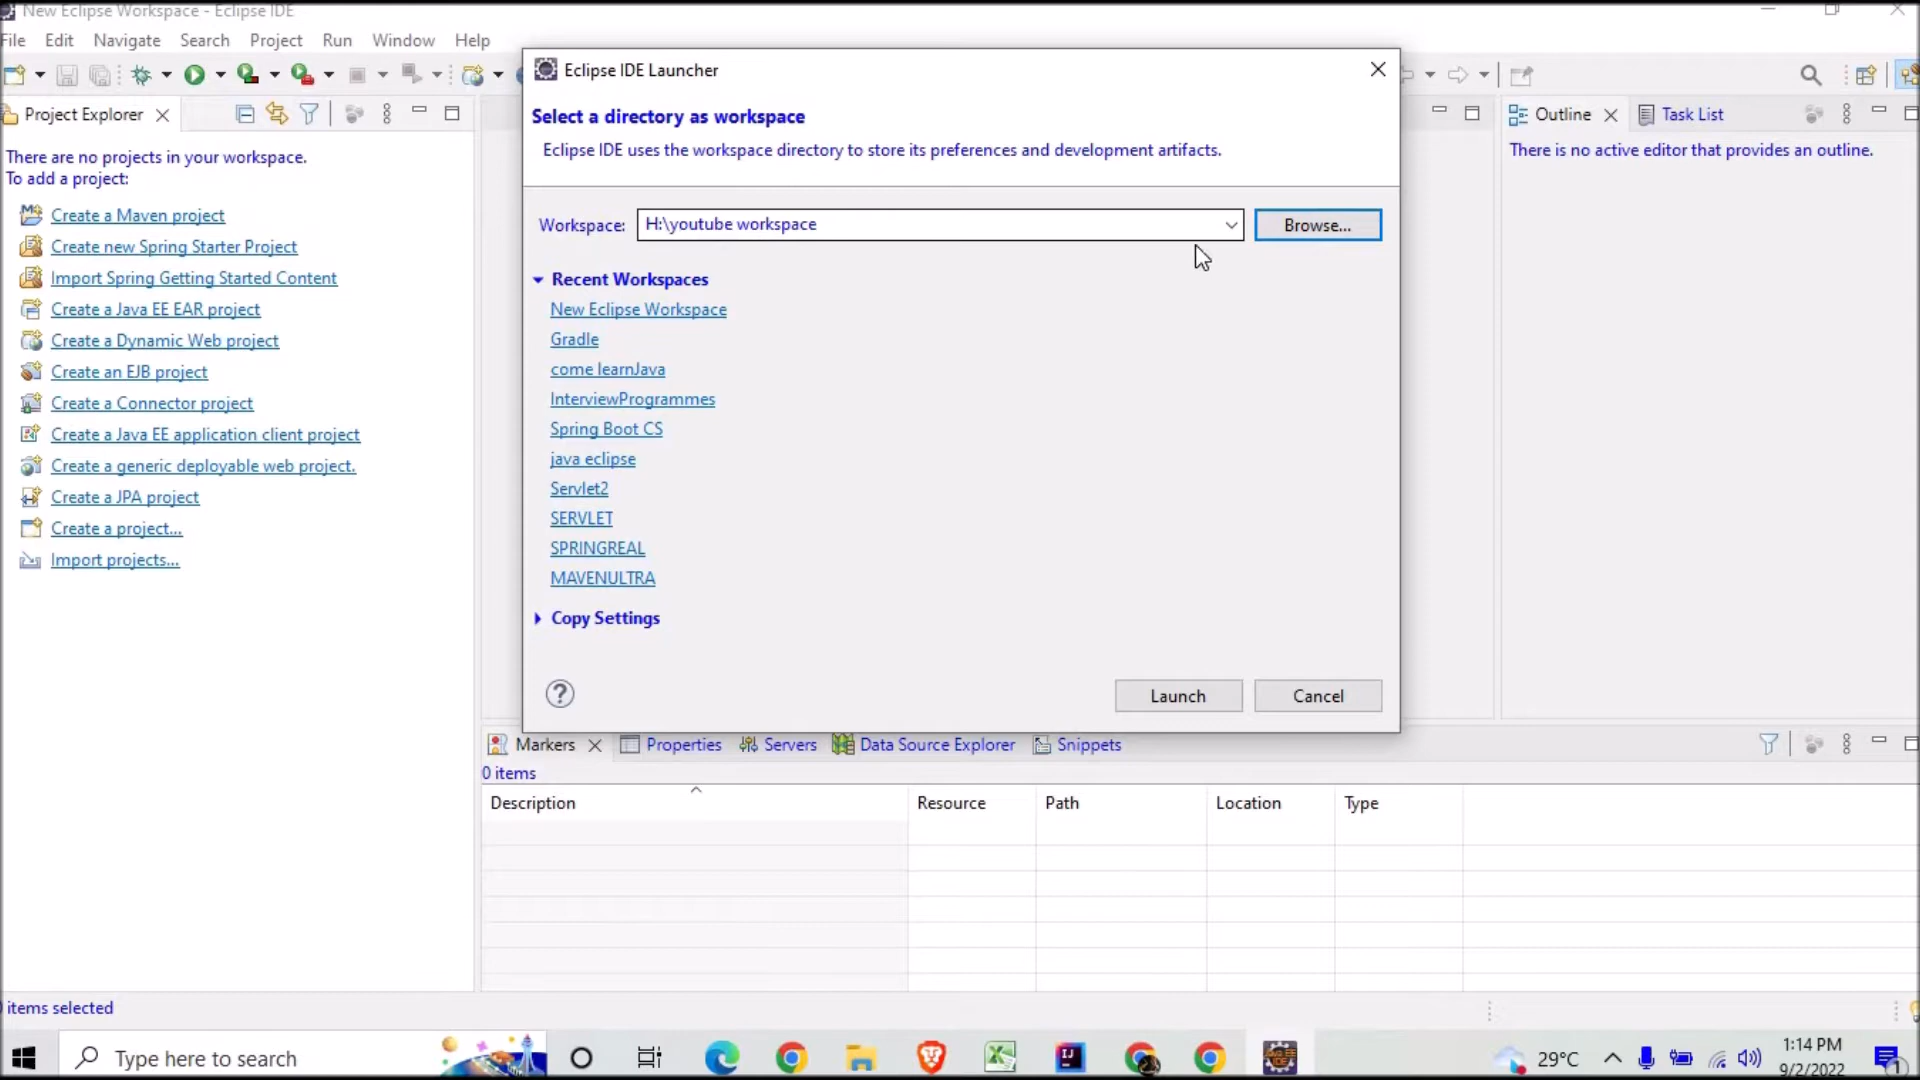 New Eclipse Workspace - Eclipse IDE
File Edit Navigate Search Project Run Window Help
Project Explorer
There are no projects in your workspace.
To add a project:
Create a Maven project
Create new Spring Starter Project
Import Spring Getting Started Content
Create a Java EE EAR project
Create a Dynamic Web project
Create an EJB project
Create a Connector project
Create a Java EE application client project
Create a generic deployable web project.
Create a JPA project
Create a project...
Import projects...
Eclipse IDE Launcher
Select a directory as workspace
Eclipse IDE uses the workspace directory to store its preferences and development artifacts.
Workspace: H:\youtube workspace Browse...
Recent Workspaces
New Eclipse Workspace
Gradle
come learnJava
InterviewProgrammes
Spring Boot CS
java eclipse
Servlet2
SERVLET
SPRINGREAL
MAVENULTRA
Copy Settings
Launch Cancel
Outline Task List
There is no active editor that provides an outline.
Markers Properties Servers Data Source Explorer Snippets
0 items
Description Resource Path Location Type
items selected
Type here to search
29°C
1:14 PM
9/2/2022